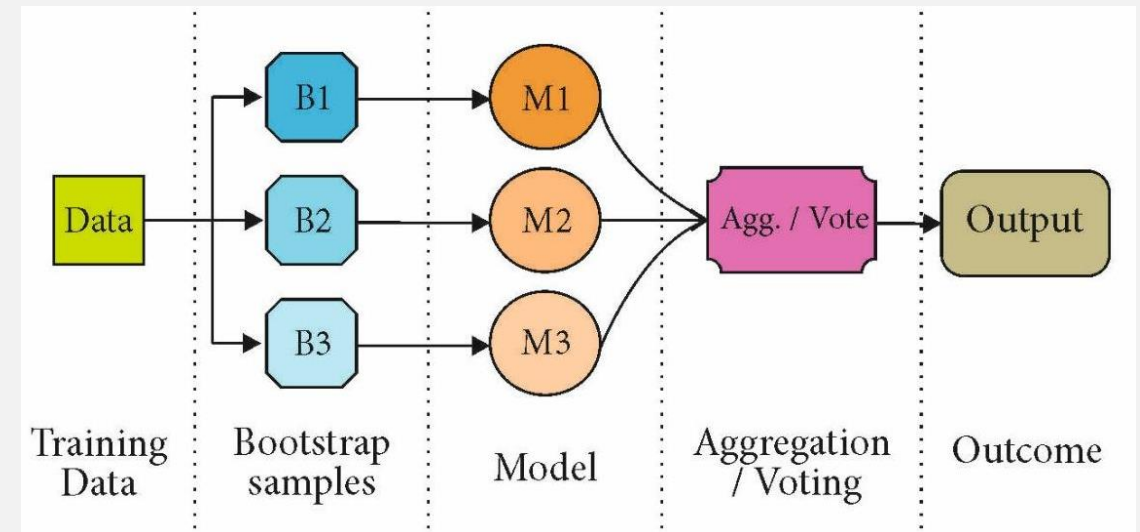 Data
B1
B2
B3
M1
M2
M3
Agg. / Vote
Output
Training
Data
Bootstrap
samples
Model
Aggregation
/ Voting
Outcome